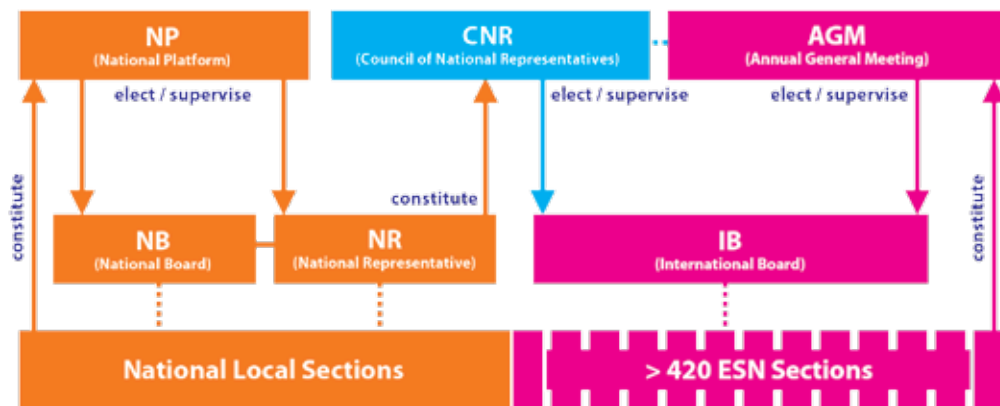 NP
(National Platform)
CNR
(Council of National Representatives)
AGM
(Annual General Meeting)
elect / supervise
elect / supervise
elect / supervise
constitute
constitute
constitute
NB
(National Board)
NR
(National Representative)
IB
(International Board)
National Local Sections
> 420 ESN Sections